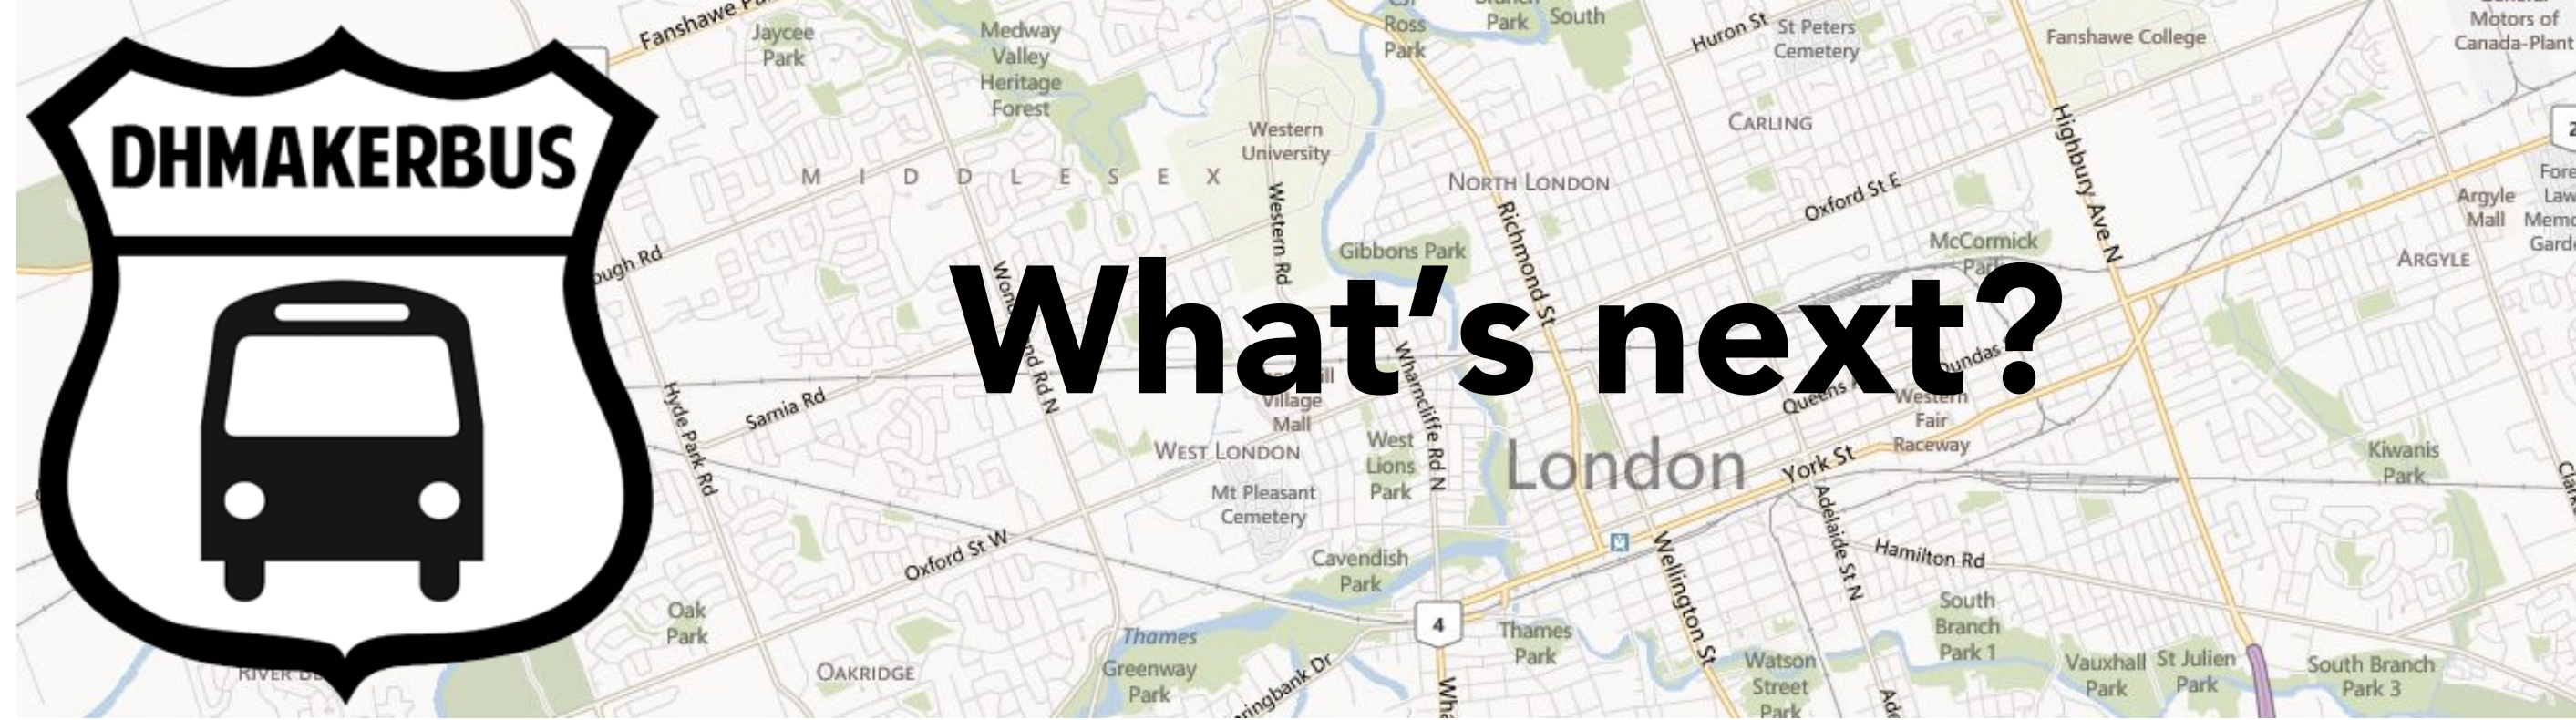 DHMAKERBUS
What's next?
Jaycee
Park
Medway
Valley
Heritage
Forest
Ross
Park
Park
South
Huron St
St Peters
Cemetery
Fanshawe College
Motors of
Canada-Plant
Western
University
CARLING
Highbury Ave N
M I D D L E S E X
Western Rd
NORTH LONDON
Richmond St
Oxford St E
Argyle
Mall
McCormick
Park
ARGYLE
Gibbons Park
Rd
Sarnia Rd
Hyde Park Rd
Village
Mall
Wharncliffe Rd N
Queens
Dundas
Western
Fair
Raceway
WEST LONDON
West
Lions
Park
London
York St
Kiwanis
Park
Mt Pleasant
Cemetery
Oxford St W
Cavendish
Park
Wellington St
Adelaide St N
Hamilton Rd
Oak
Park
4
Thames
Greenway
Park
Thames
Park
South
Branch
Park 1
OAKRIDGE
Watson
Street
Park
Vauxhall
Park
St Julien
Park
South Branch
Park 3